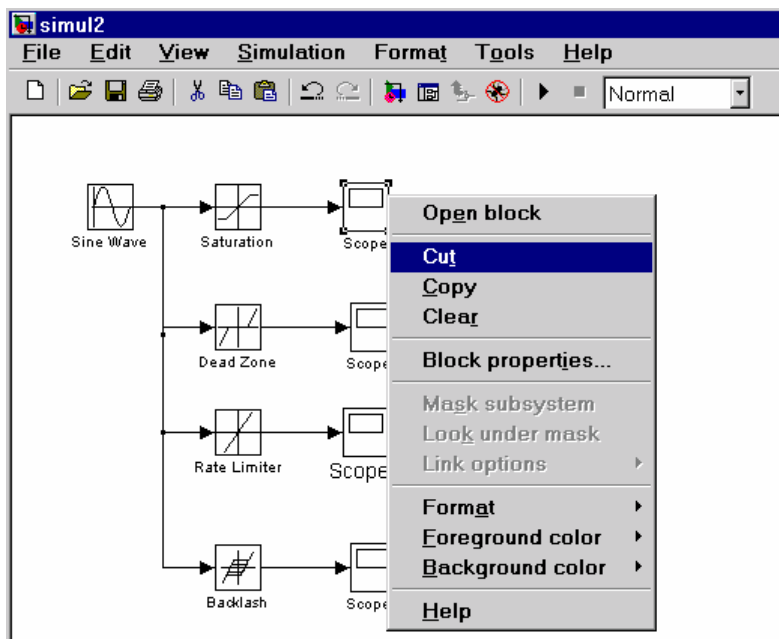 simul2
File Edit View Simulation Format Tools Help
Normal
Sine Wave
Saturation
Scope
Dead Zone
Scope
Rate Limiter
Scope
Backlash
Scope
Open block
Cut
Copy
Clear
Block properties...
Mask subsystem
Look under mask
Link options
Format
Foreground color
Background color
Help